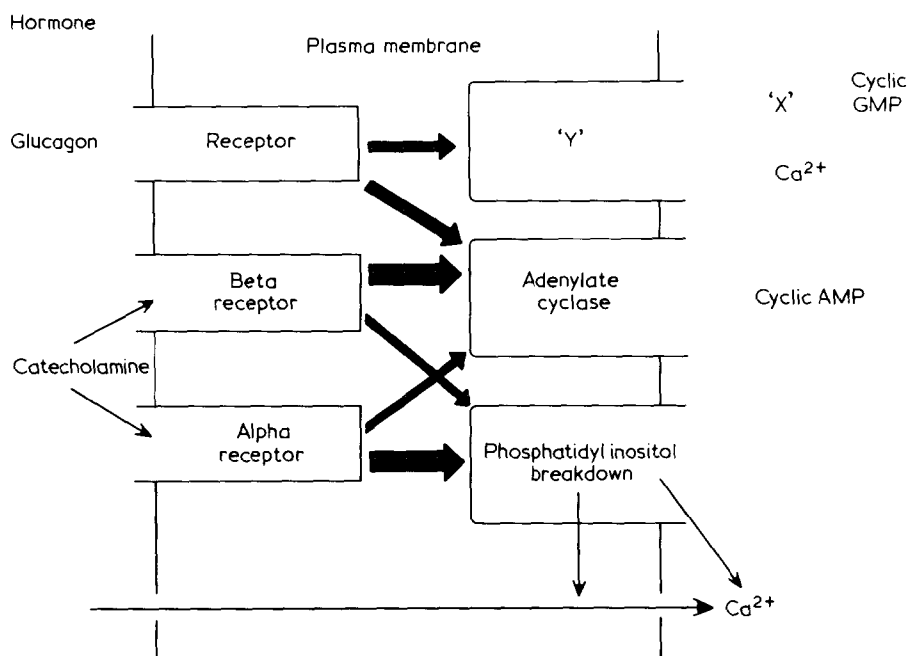 Hormone
Plasma membrane
Cyclic
GMP
'X'
Glucagon
Receptor
'Y'
Ca²⁺
Beta
receptor
Adenylate
cyclase
Cyclic AMP
Catecholamine
Alpha
receptor
Phosphatidyl inositol
breakdown
Ca²⁺